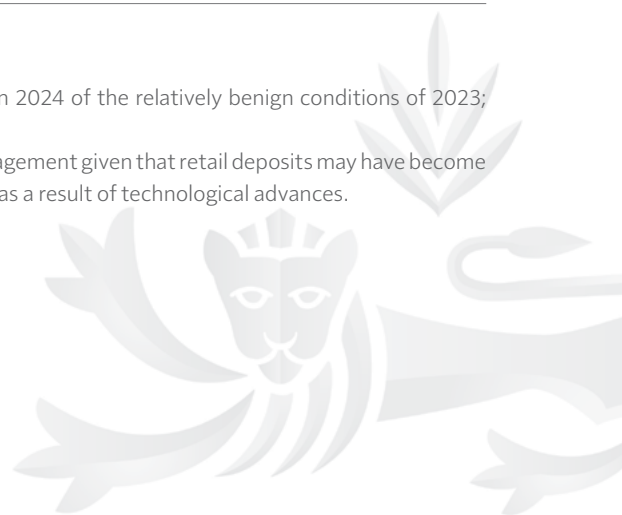 n 2024 of the relatively benign conditions of 2023;
agement given that retail deposits may have become
as a result of technological advances.